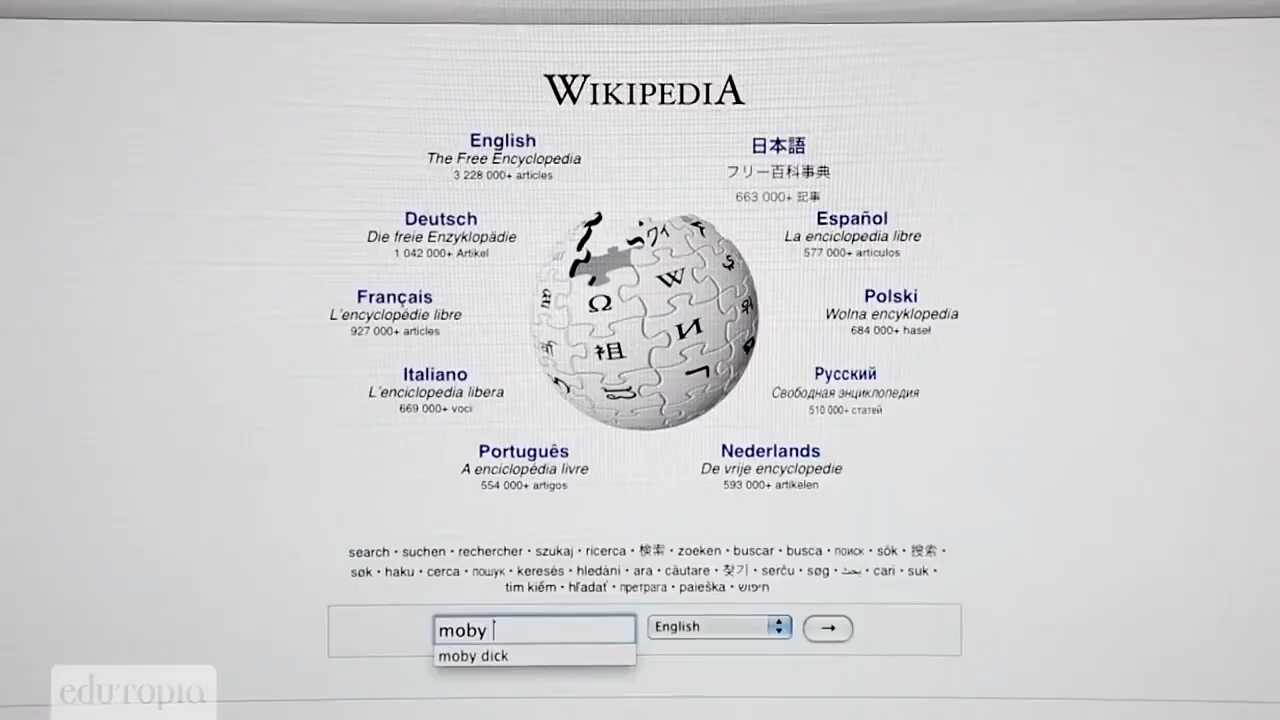 WIKIPEDIA
English
The Free Encyclopedia
3 228 000+ articles
日本語
フリー百科事典
663 000+ 記事
Deutsch
Die freie Enzyklopädie
1 042 000+ Artikel
Español
La enciclopedia libre
577 000+ artículos
Français
L'encyclopédie libre
927 000+ articles
Polski
Wolna encyklopedia
684 000+ haseł
Italiano
L'enciclopedia libera
669 000+ voci
Русский
Свободная энциклопедия
510 000+ статей
Português
A enciclopédia livre
554 000+ artigos
Nederlands
De vrije encyclopedie
593 000+ artikelen
Ω W И 祖
search · suchen · rechercher · szukaj · ricerca · 検索 · zoeken · buscar · busca · поиск · sök · 搜索 ·
søk · haku · cerca · пошук · keresés · hledání · ara · căutare · 찾기 · serĉu · søg · بحث · cari · suk ·
tìm kiếm · hľadať · претрага · paieška · חיפוש
moby
English
→
moby dick
edutopia